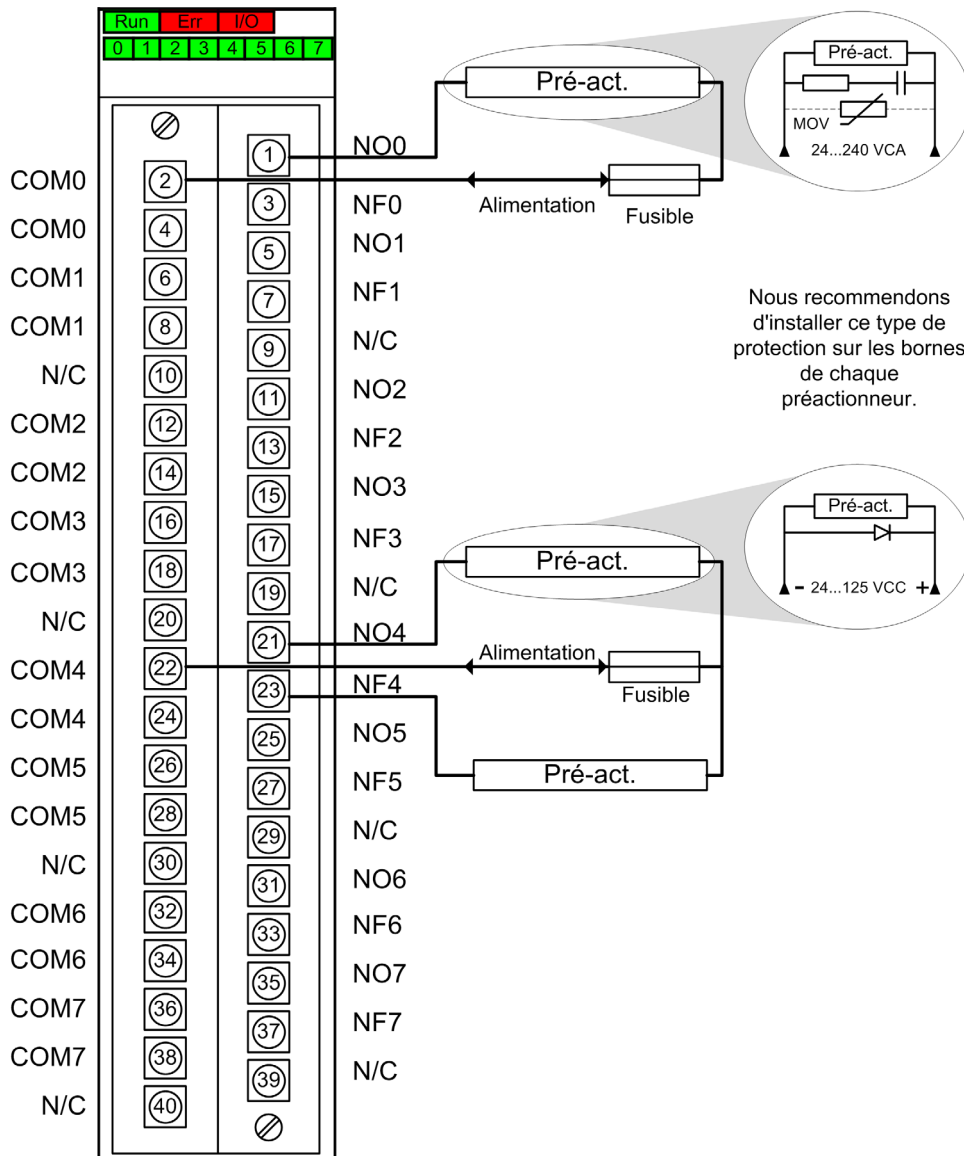 Run Err I/O
0 1 2 3 4 5 6 7
Pré-act.
Pré-act.
MOV
24...240 VCA
1 NO0
COM0 2
Alimentation
Fusible
3 NF0
COM0 4
5 NO1
COM1 6
7 NF1
COM1 8
9 N/C
N/C 10
11 NO2
COM2 12
13 NF2
COM2 14
15 NO3
COM3 16
17 NF3
COM3 18
19 N/C
N/C 20
21 NO4
COM4 22
23 NF4
COM4 24
25 NO5
COM5 26
27 NF5
COM5 28
29 N/C
N/C 30
31 NO6
COM6 32
33 NF6
COM6 34
35 NO7
COM7 36
37 NF7
COM7 38
39 N/C
N/C 40
Nous recommendons
d'installer ce type de
protection sur les bornes
de chaque
préactionneur.
Pré-act.
Pré-act.
- 24...125 VCC +
Alimentation
Fusible
Pré-act.